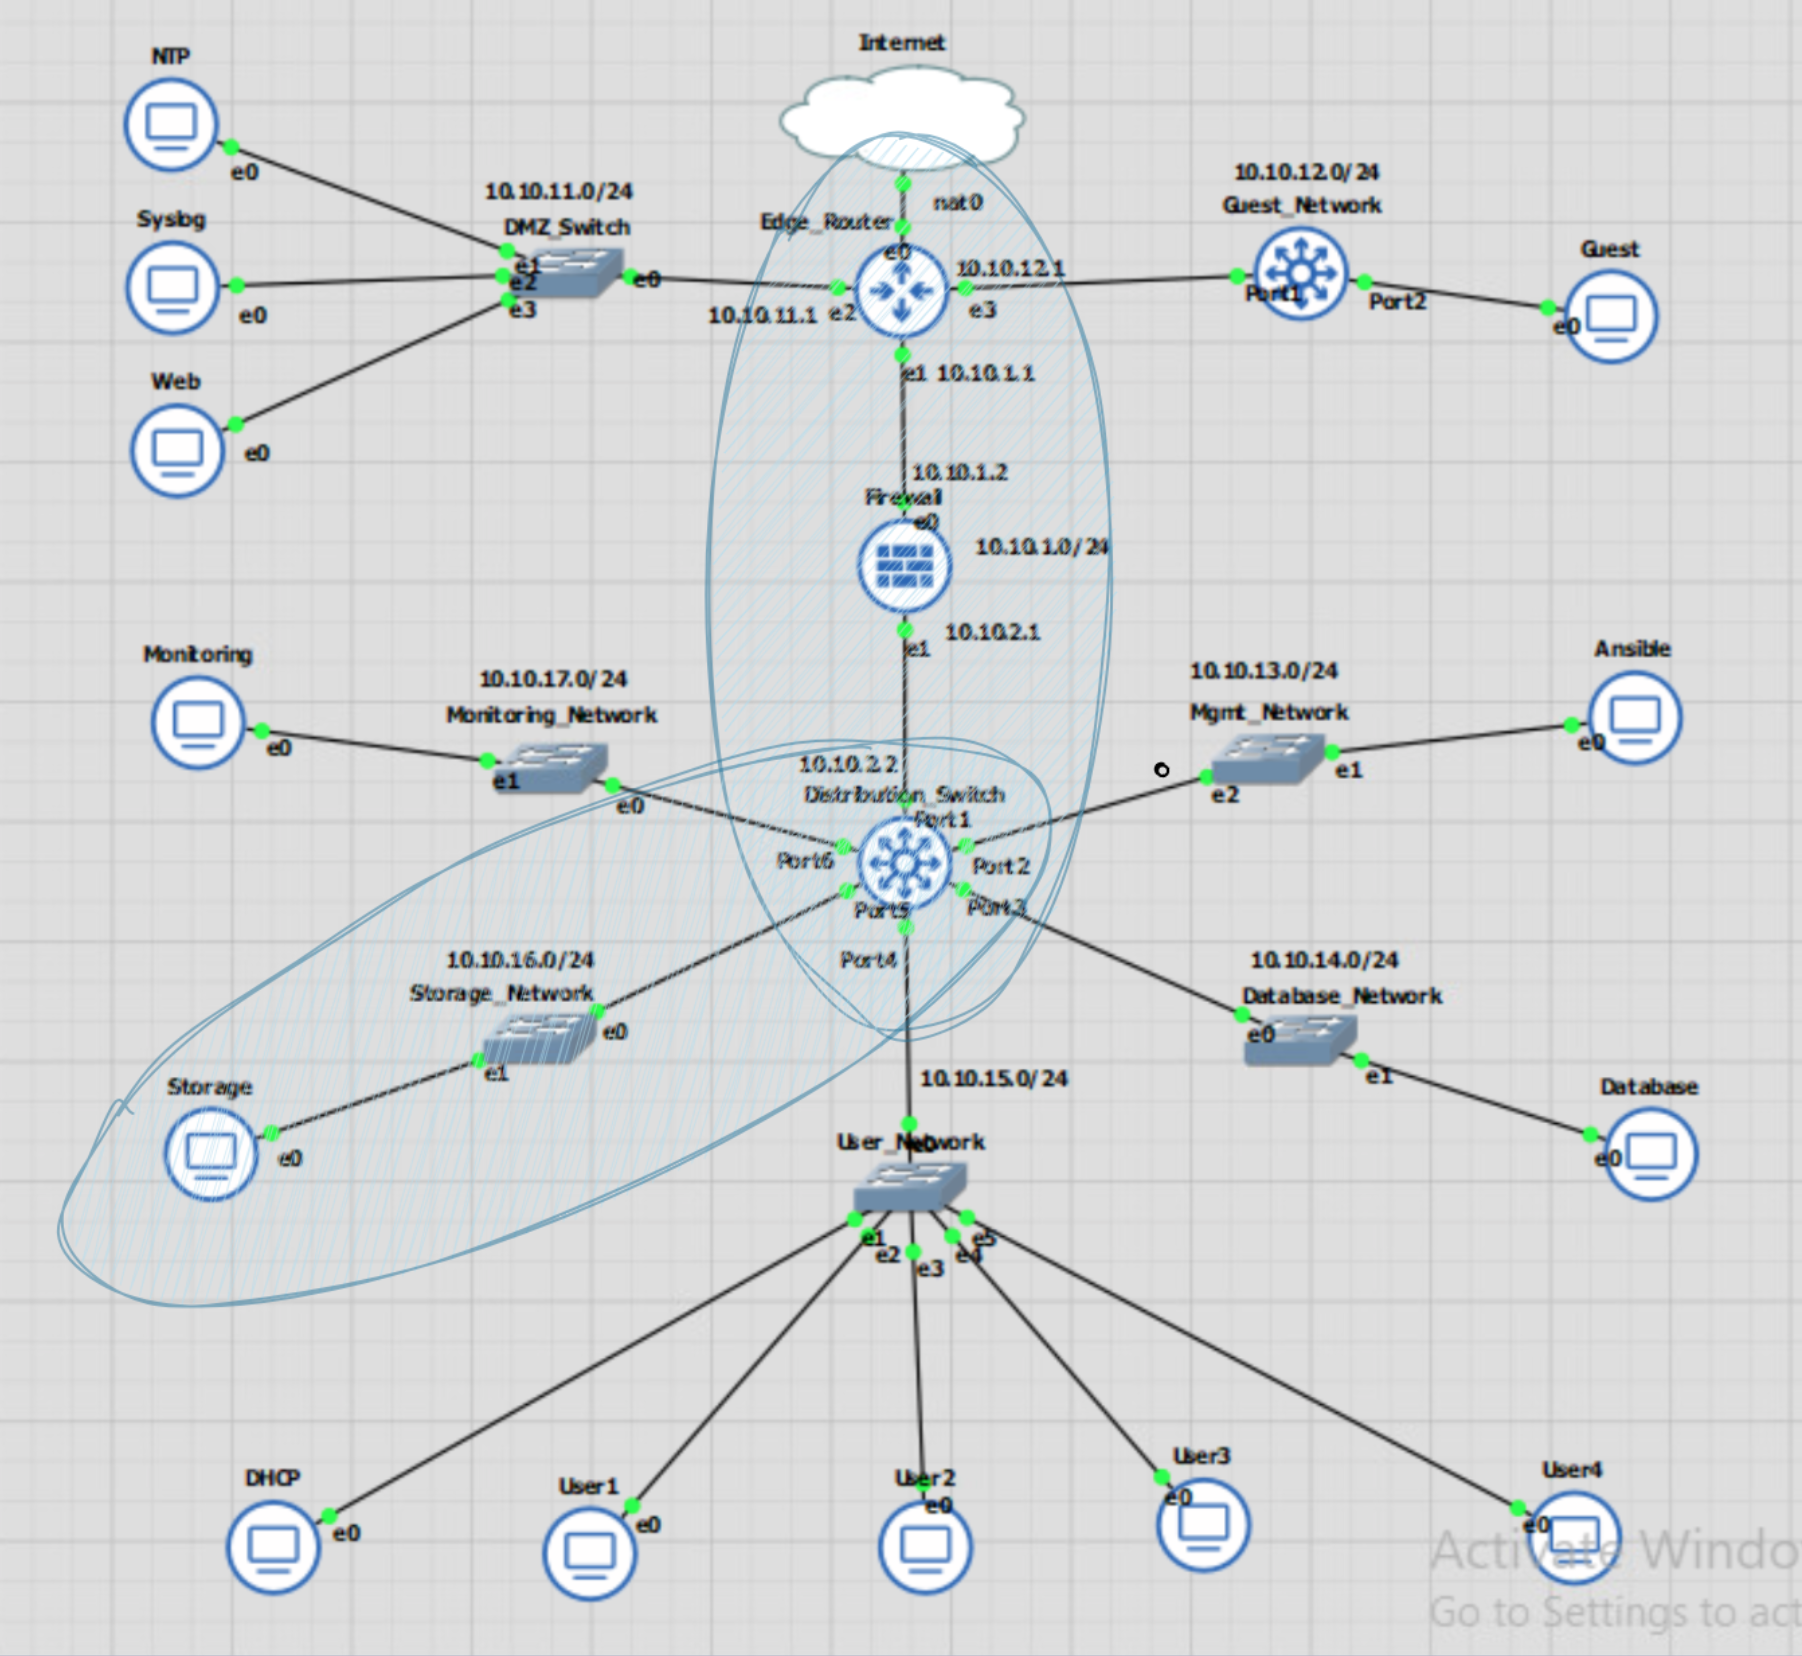 Internet
NTP
e0
nat0
10.10.12.0/24
10.10.11.0/24
Guest_Network
Syslog
DMZ_Switch
Edge_Router
Guest
e0
e1
e2
e0
10.10.12.1
Port1
Port2
e0
e3
10.10.11.1
e2
e3
e0
e1 10.10.1.1
Web
e0
10.10.1.2
Firewall
e0
10.10.1.0/24
10.10.2.1
e1
Monitoring
10.10.17.0/24
10.10.13.0/24
Ansible
Monitoring_Network
Mgmt_Network
e0
e0
10.10.2.2
e1
e1
Distribution_Switch
e0
e2
Port1
Port6
Port2
Port5
Port3
10.10.16.0/24
Port4
10.10.14.0/24
Storage_Network
Database_Network
e0
e0
e1
10.10.15.0/24
e1
Storage
Database
User_Network
e0
e0
e0
e1
e2
e3
e4
e5
DHCP
User1
User2
User3
User4
e0
e0
e0
e0
e0
Activate Windo
Go to Settings to act